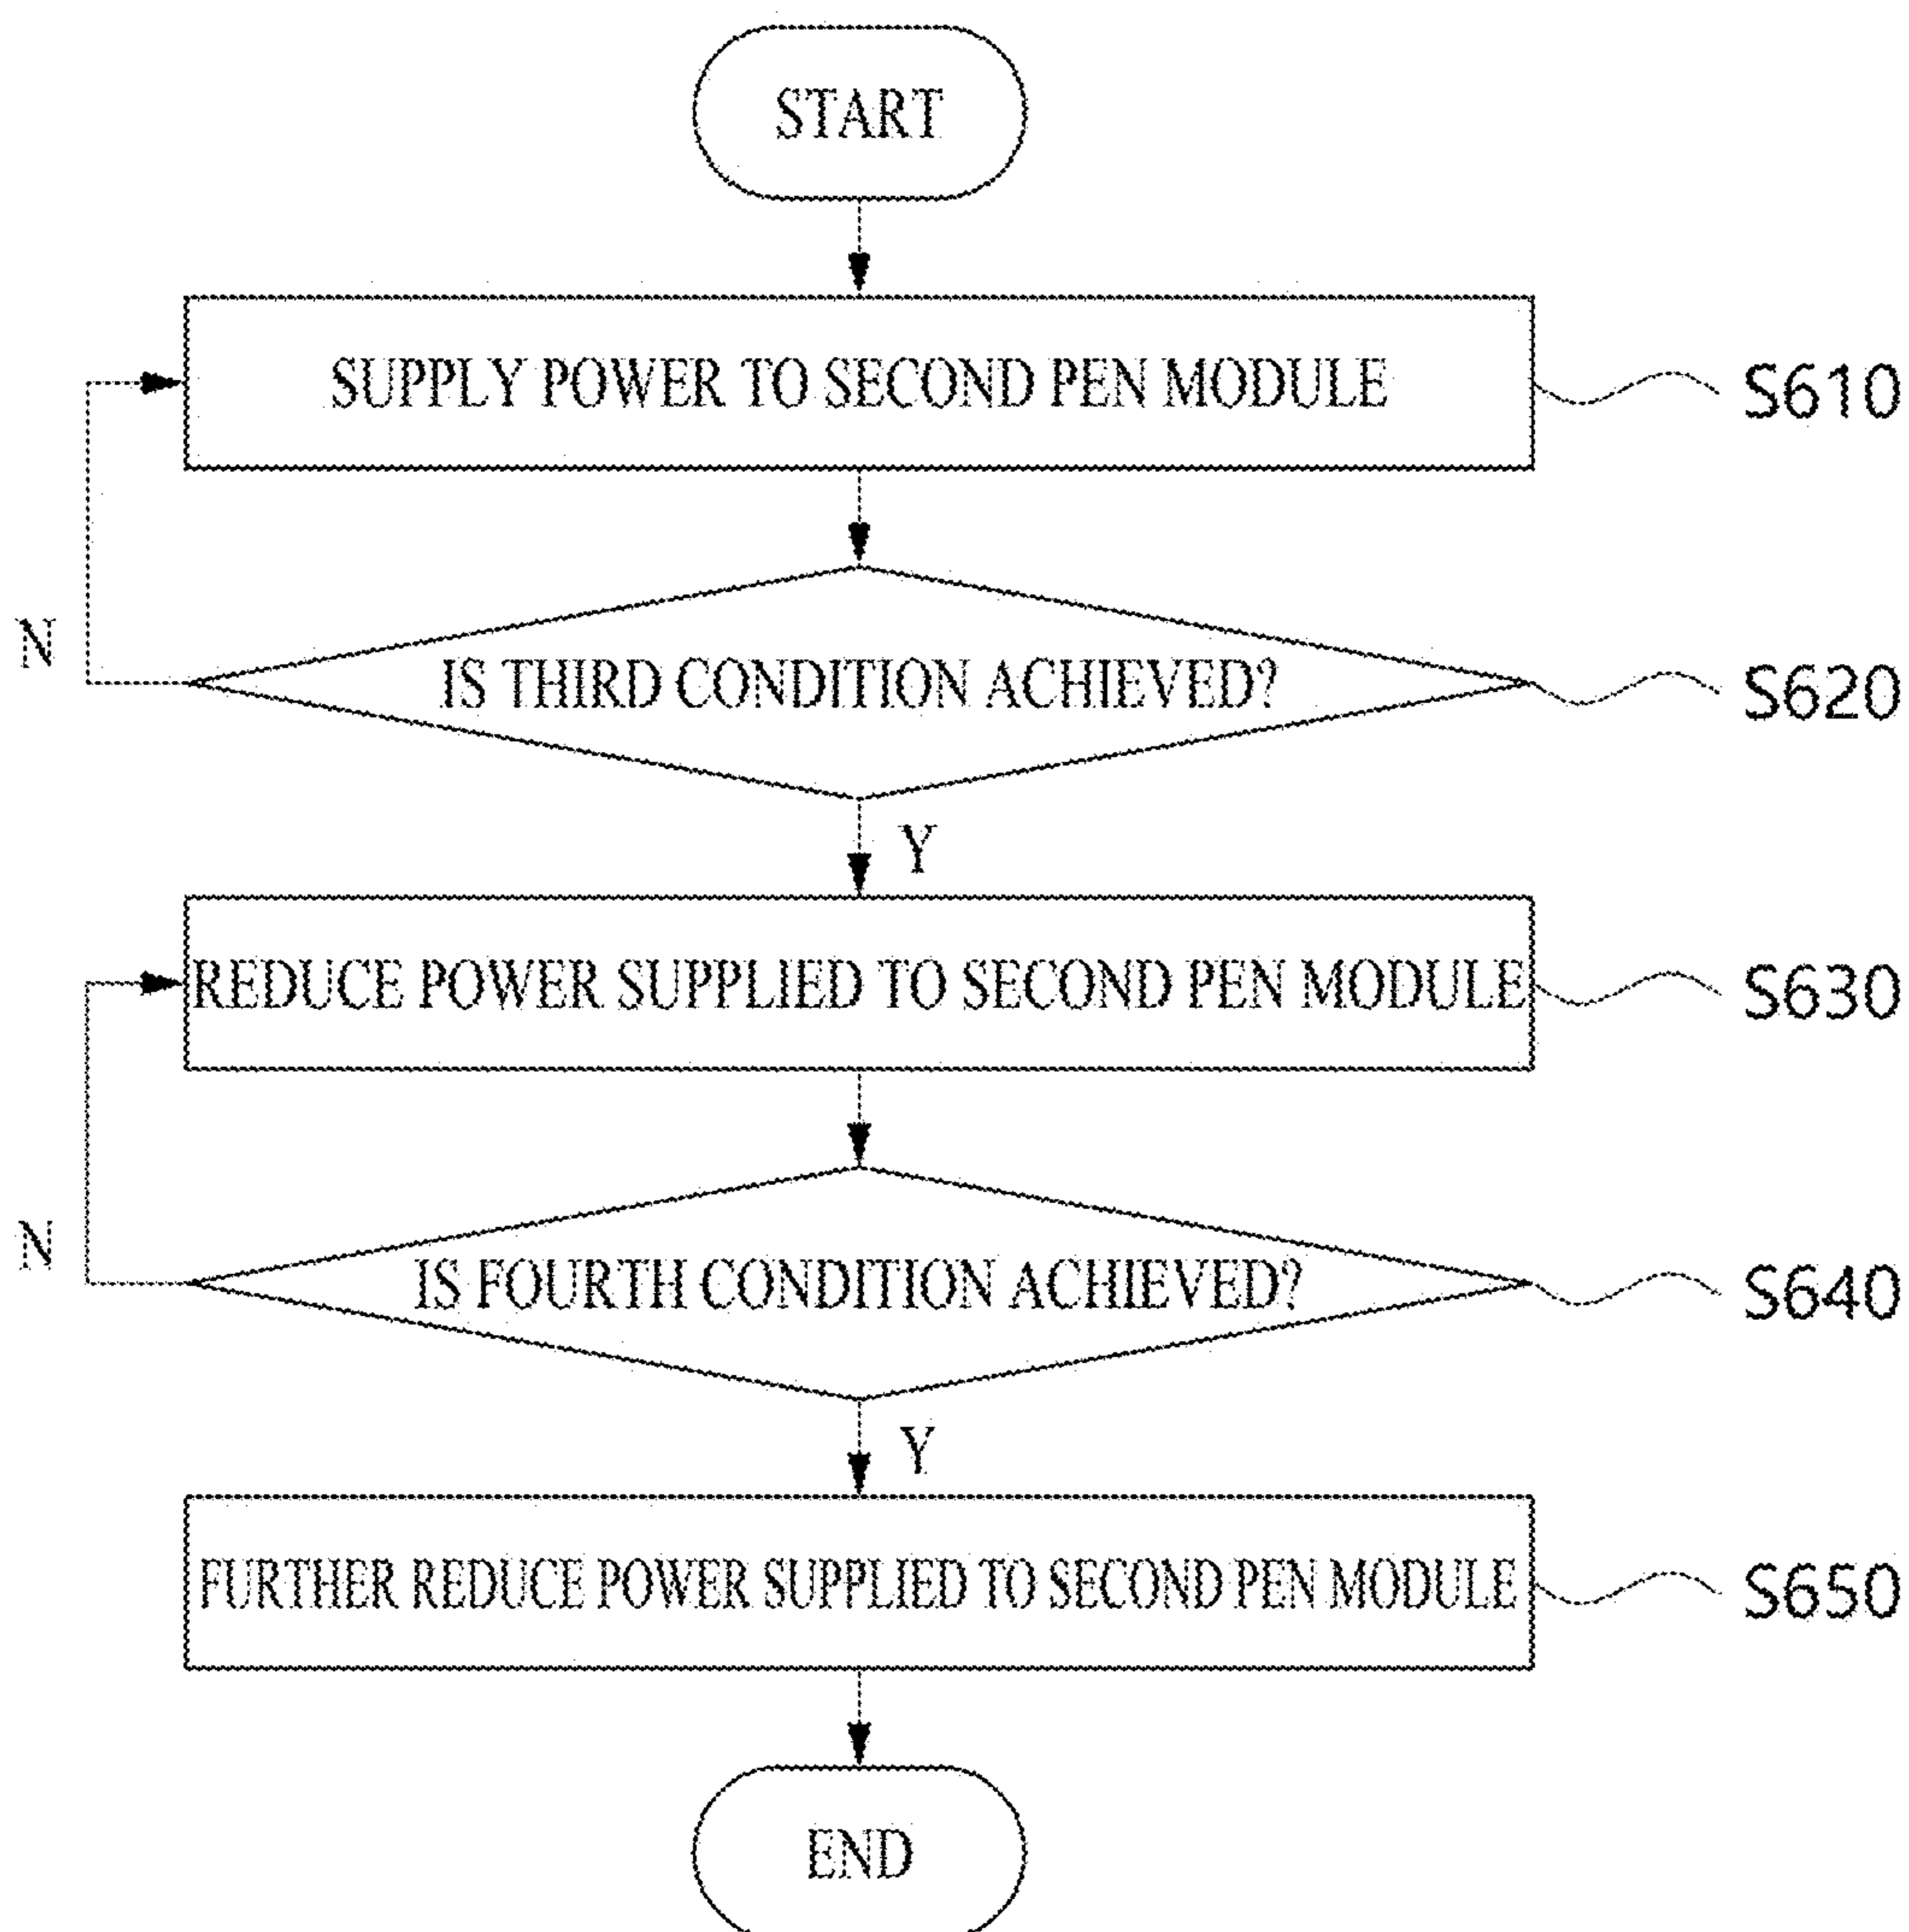 START
SUPPLY POWER TO SECOND PEN MODULE
S610
IS THIRD CONDITION ACHIEVED?
S620
N
Y
REDUCE POWER SUPPLIED TO SECOND PEN MODULE
S630
IS FOURTH CONDITION ACHIEVED?
S640
N
Y
FURTHER REDUCE POWER SUPPLIED TO SECOND PEN MODULE
S650
END